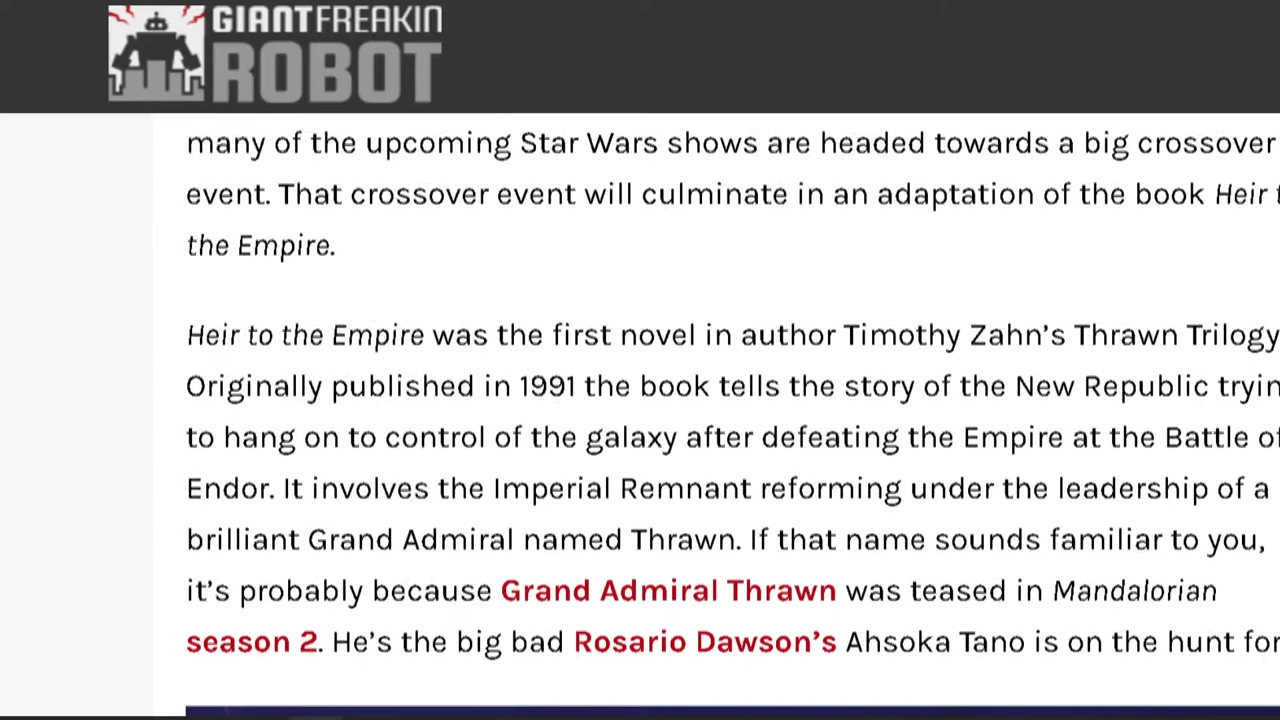 GIANTFREAKIN
ROBOT
many of the upcoming Star Wars shows are headed towards a big crossover
event. That crossover event will culminate in an adaptation of the book Heir
the Empire.
Heir to the Empire was the first novel in author Timothy Zahn’s Thrawn Trilogy
Originally published in 1991 the book tells the story of the New Republic tryin
to hang on to control of the galaxy after defeating the Empire at the Battle of
Endor. It involves the Imperial Remnant reforming under the leadership of a
brilliant Grand Admiral named Thrawn. If that name sounds familiar to you,
it’s probably because Grand Admiral Thrawn was teased in Mandalorian
season 2. He’s the big bad Rosario Dawson’s Ahsoka Tano is on the hunt for